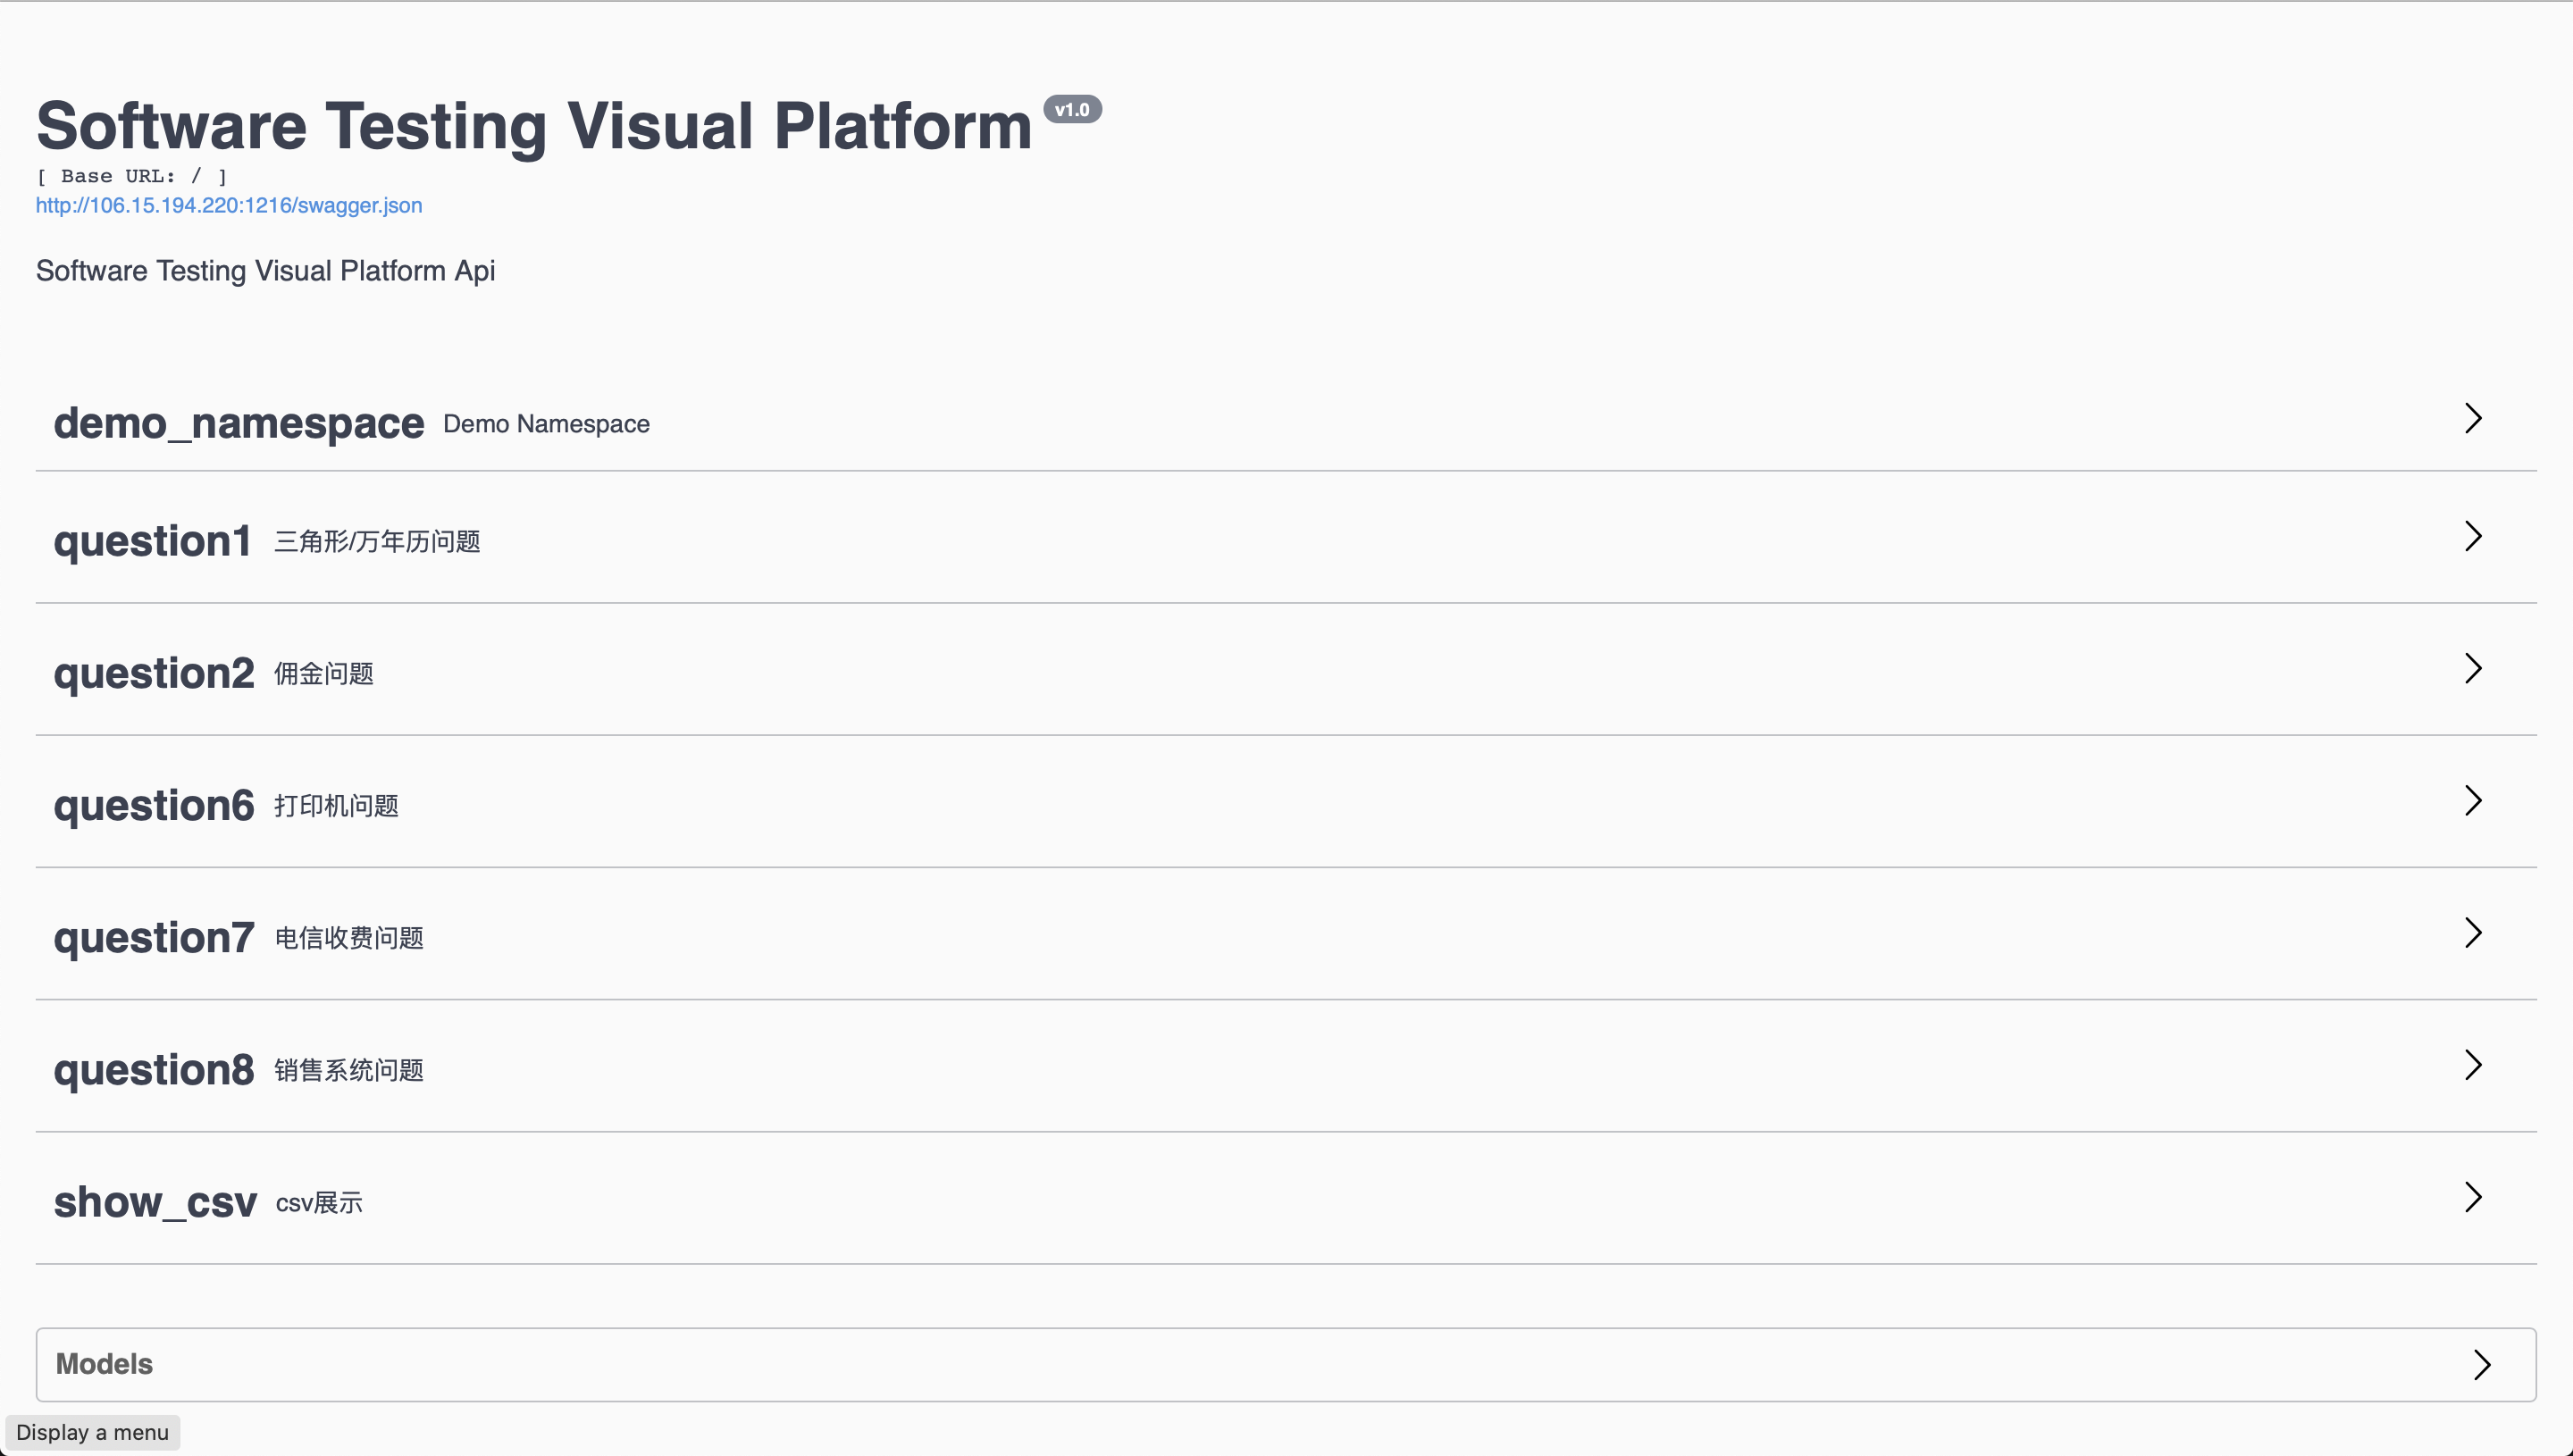 Software Testing Visual Platform v1.0
[ Base URL: / ]
http://106.15.194.220:1216/swagger.json
Software Testing Visual Platform Api
demo_namespace Demo Namespace
question1 三角形/万年历问题
question2 佣金问题
question6 打印机问题
question7 电信收费问题
question8 销售系统问题
show_csv csv展示
Models
Display a menu